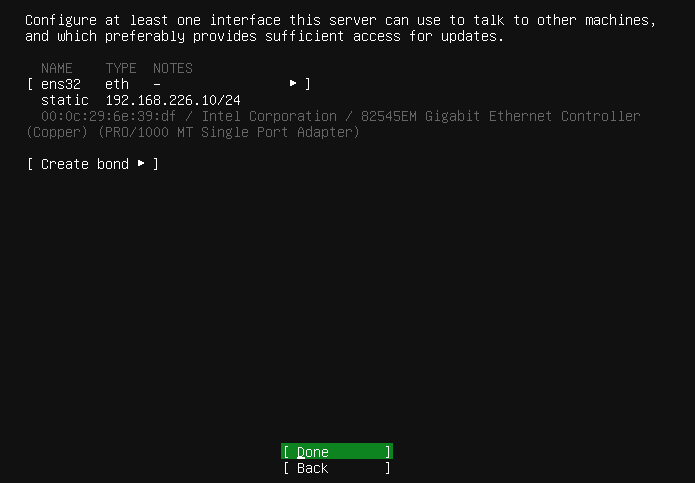 Configure at least one interface this server can use to talk to other machines,
and which preferably provides sufficient access for updates.
NAME TYPE NOTES
[ ens32 eth - ▸ ]
static 192.168.226.10/24
00:0c:29:6e:39:df / Intel Corporation / 82545EM Gigabit Ethernet Controller
(Copper) (PRO/1000 MT Single Port Adapter)
[ Create bond ▸ ]
[ Done ]
[ Back ]